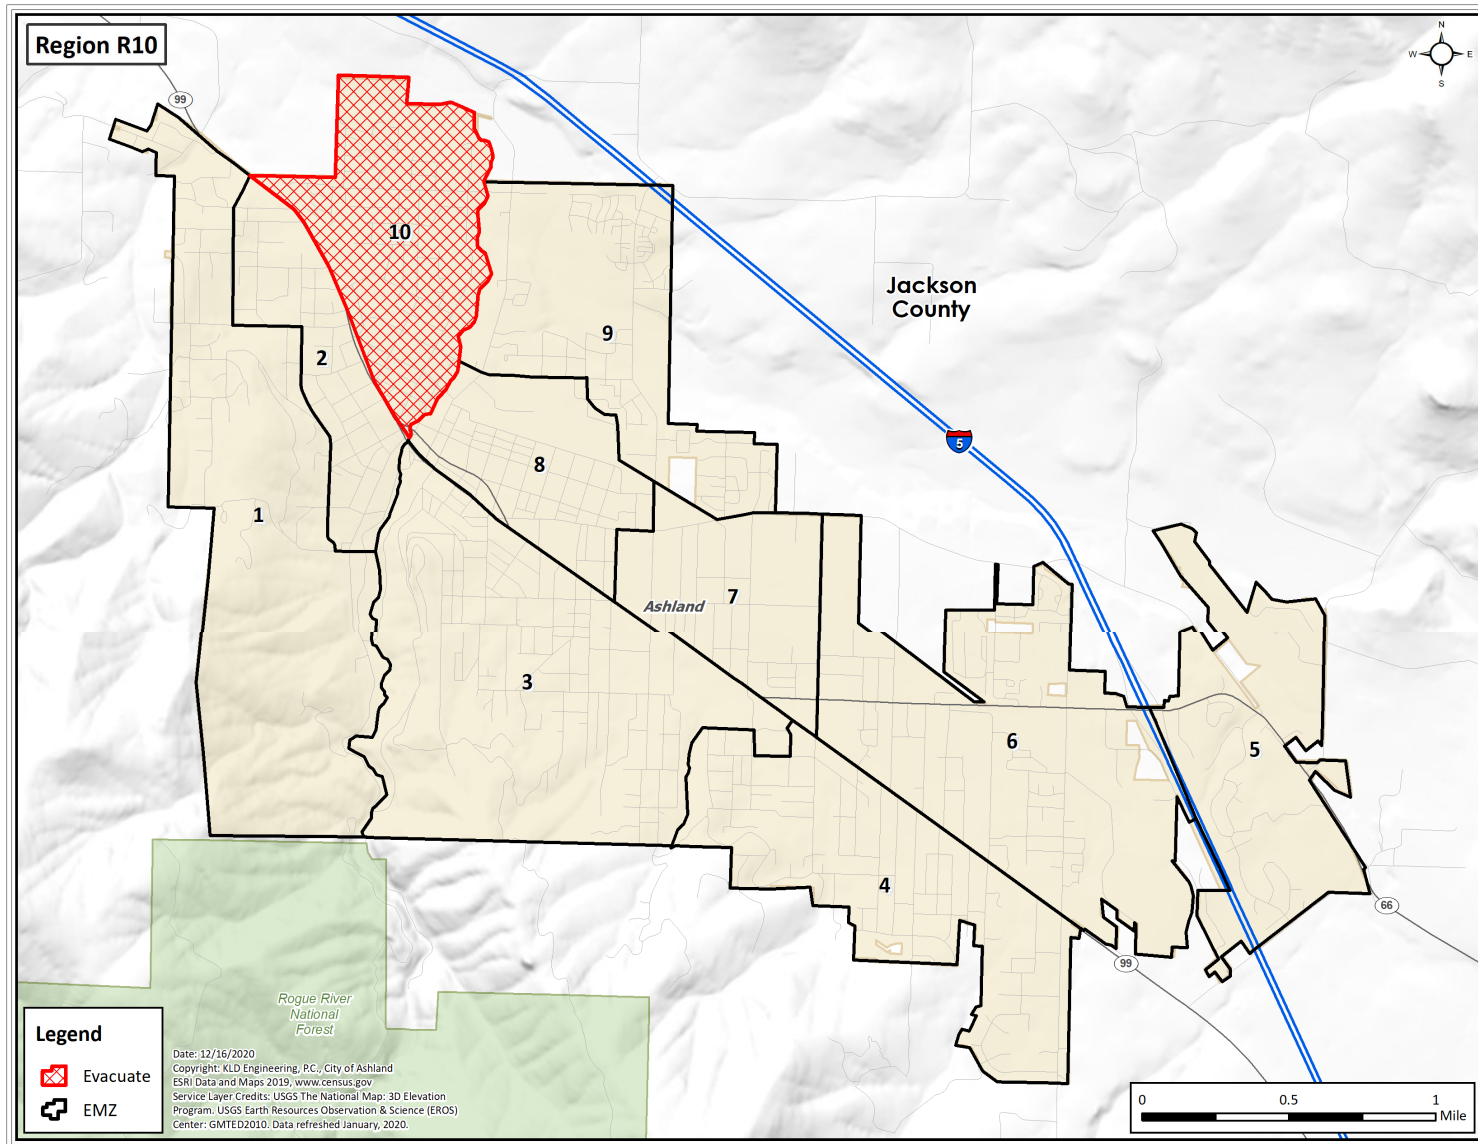 Region R10
N
W
E
S
99
10
Jackson
County
9
2
5
8
1
7
Ashland
3
6
5
4
66
99
Rogue River
National
Forest
Legend
Evacuate
EMZ
Date: 12/16/2020
Copyright: KLD Engineering, P.C., City of Ashland
ESRI Data and Maps 2019, www.census.gov
Service Layer Credits: USGS The National Map: 3D Elevation
Program. USGS Earth Resources Observation & Science (EROS)
Center: GMTED2010. Data refreshed January, 2020.
0 0.5 1
Mile